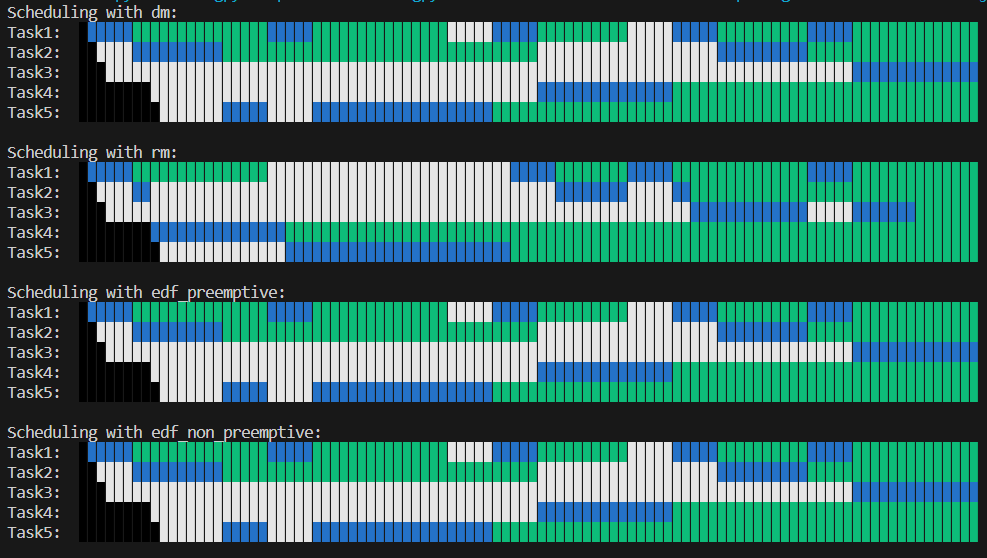 Scheduling with dm:
Task1:
Task2:
Task3:
Task4:
Task5:
Scheduling with rm:
Task1:
Task2:
Task3:
Task4:
Task5:
Scheduling with edf_preemptive:
Task1:
Task2:
Task3:
Task4:
Task5:
Scheduling with edf_non_preemptive:
Task1:
Task2:
Task3:
Task4:
Task5: